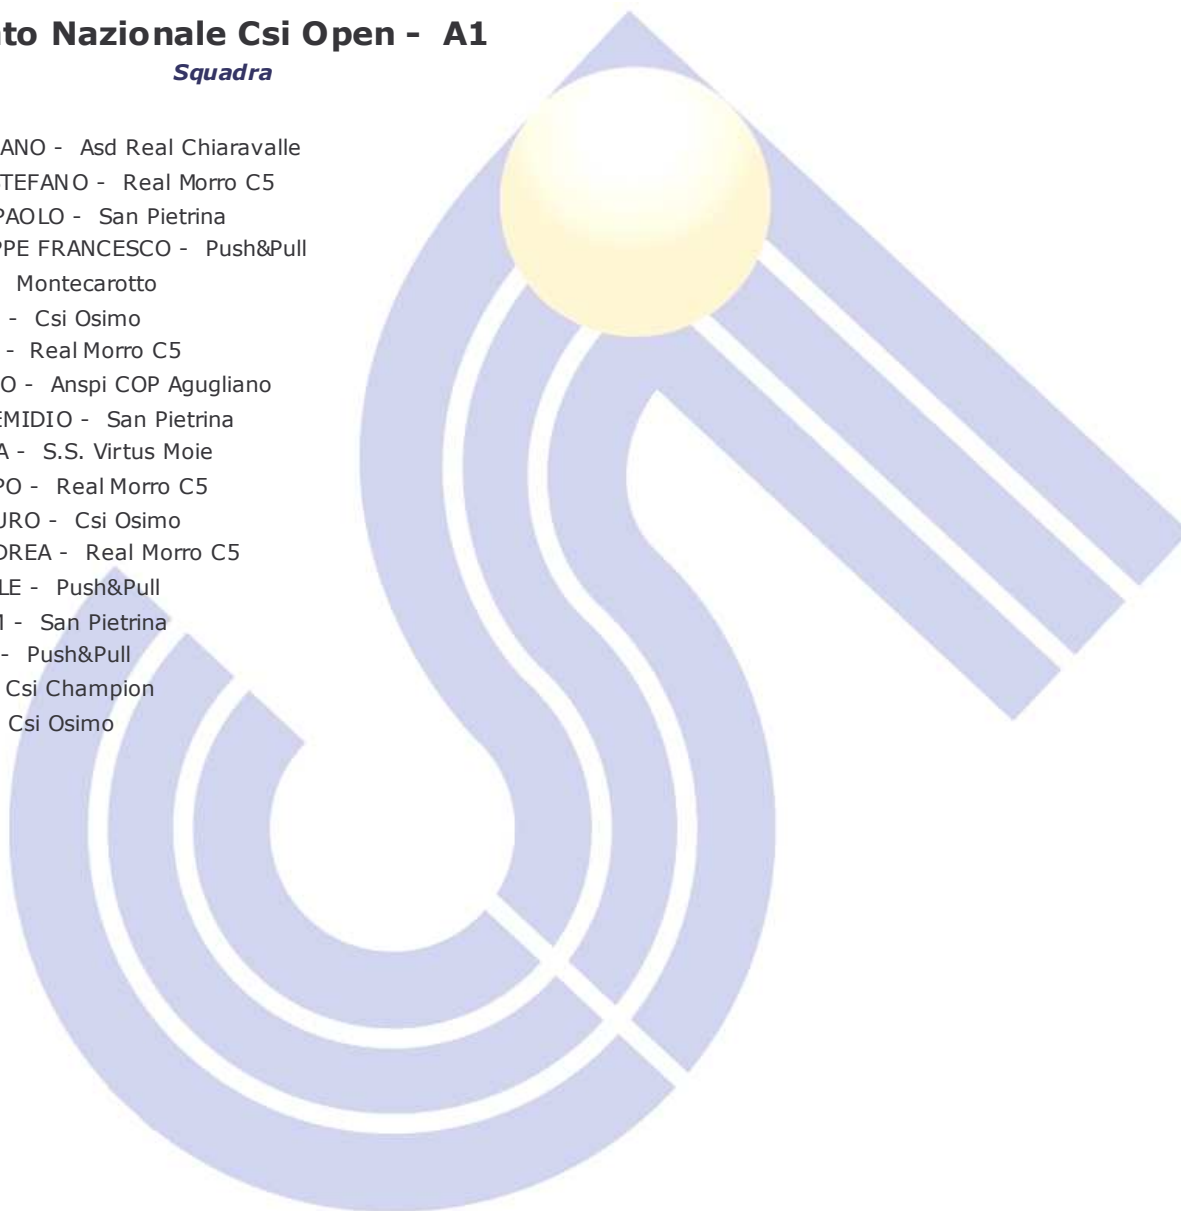 to Nazionale Csi Open - A1
Squadra
ANO - Asd Real Chiaravalle
TEFANO - Real Morro C5
PAOLO - San Pietrina
PPE FRANCESCO - Push&Pull
Montecarotto
- Csi Osimo
- Real Morro C5
O - Anspi COP Agugliano
EMIDIO - San Pietrina
A - S.S. Virtus Moie
PO - Real Morro C5
URO - Csi Osimo
DREA - Real Morro C5
LE - Push&Pull
- San Pietrina
- Push&Pull
Csi Champion
Csi Osimo